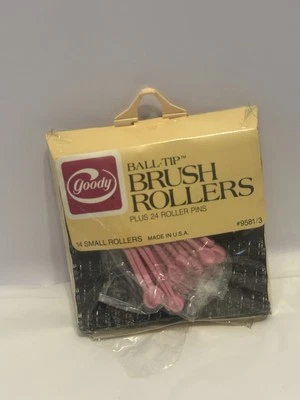 Goody
BALL-TIP™
BRUSH
ROLLERS
PLUS 24 ROLLER PINS
#9581/3
14 SMALL ROLLERS MADE IN U.S.A.